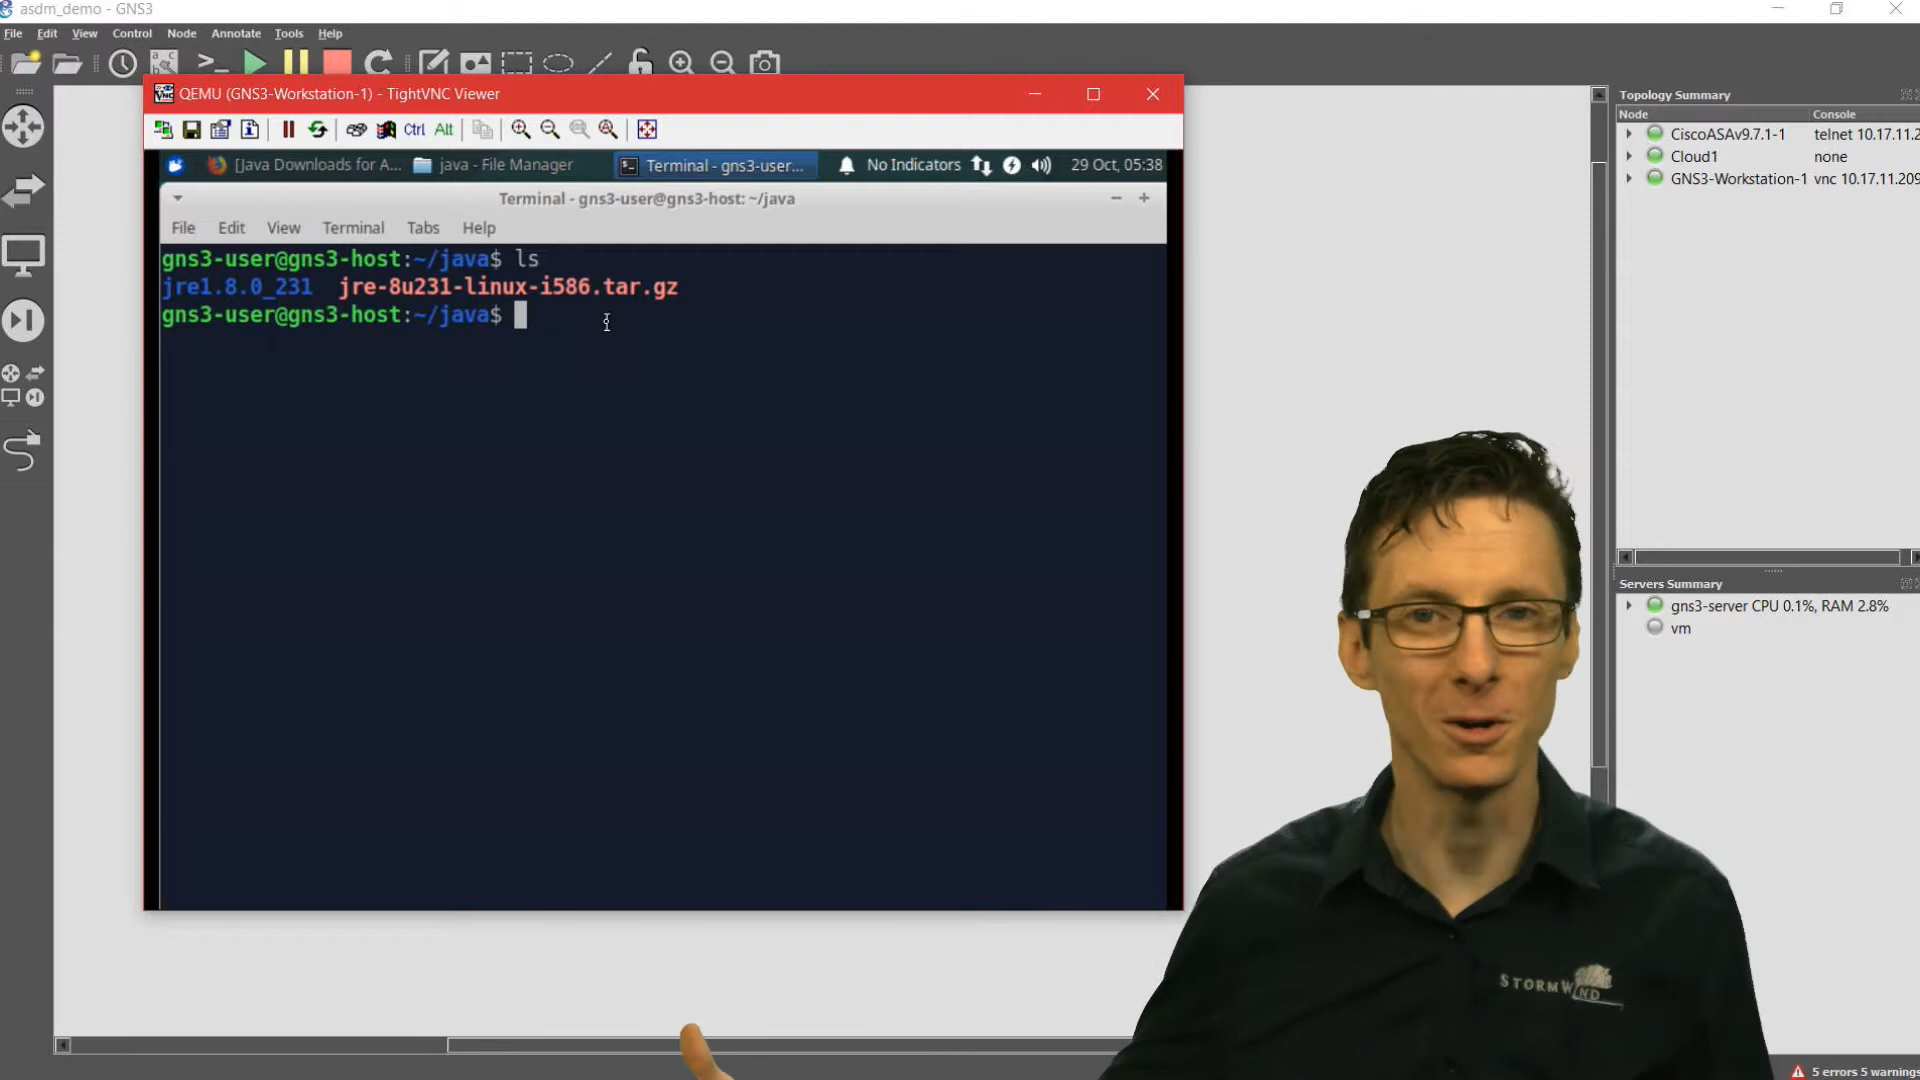 asdm_demo - GNS3
File Edit View Control Node Annotate Tools Help
QEMU (GNS3-Workstation-1) - TightVNC Viewer
Ctrl Alt
[Java Downloads for A... java - File Manager Terminal - gns3-user... No Indicators 29 Oct, 05:38
Terminal - gns3-user@gns3-host: ~/java
File Edit View Terminal Tabs Help
gns3-user@gns3-host:~/java$ ls
jre1.8.0_231 jre-8u231-linux-i586.tar.gz
gns3-user@gns3-host:~/java$
Topology Summary
Node Console
CiscoASAv9.7.1-1 telnet 10.17.11.2
Cloud1 none
GNS3-Workstation-1 vnc 10.17.11.209
Servers Summary
gns3-server CPU 0.1%, RAM 2.8%
vm
STORMWIND
5 errors 5 warnings